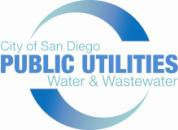 City of San Diego
PUBLIC UTILITIES
Water & Wastewater